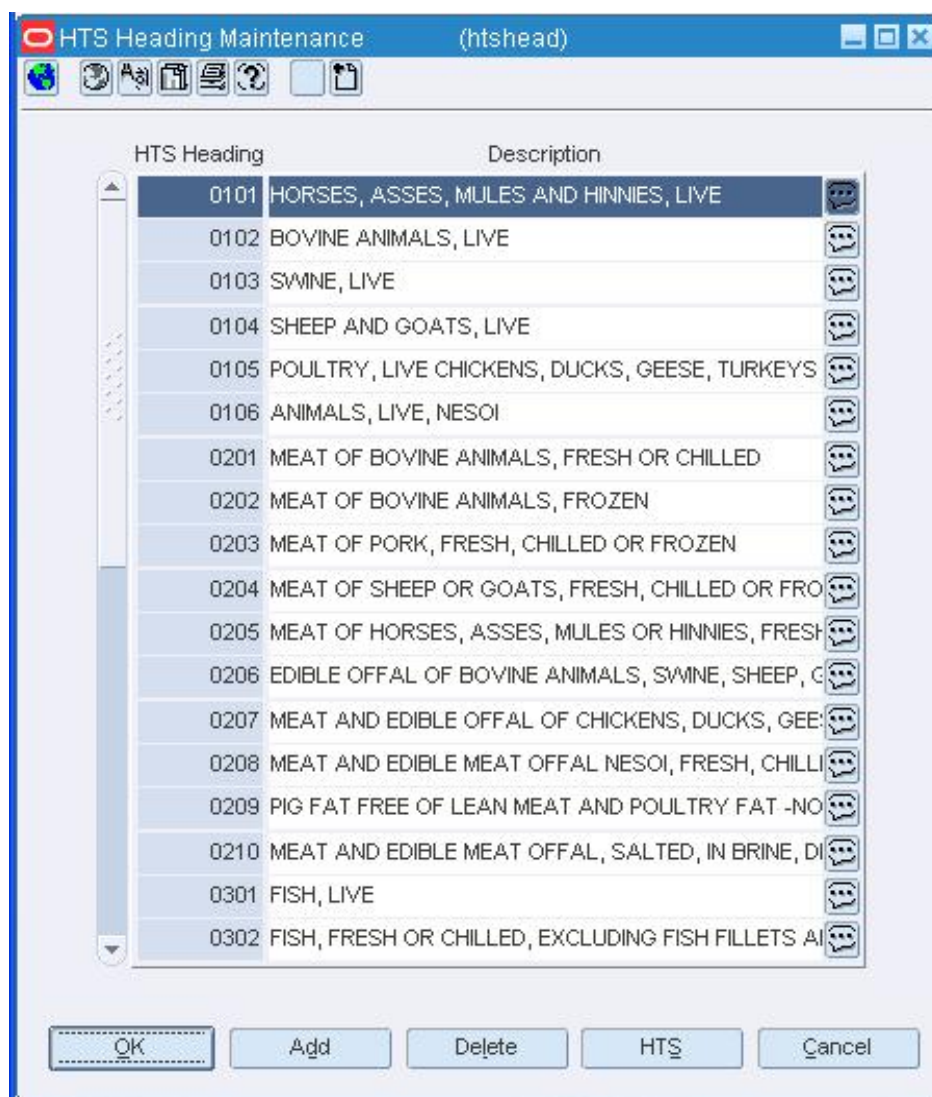 HTS Heading Maintenance (htshead)
HTS Heading Description
0101 HORSES, ASSES, MULES AND HINNIES, LIVE
0102 BOVINE ANIMALS, LIVE
0103 SWINE, LIVE
0104 SHEEP AND GOATS, LIVE
0105 POULTRY, LIVE CHICKENS, DUCKS, GEESE, TURKEYS
0106 ANIMALS, LIVE, NESOI
0201 MEAT OF BOVINE ANIMALS, FRESH OR CHILLED
0202 MEAT OF BOVINE ANIMALS, FROZEN
0203 MEAT OF PORK, FRESH, CHILLED OR FROZEN
0204 MEAT OF SHEEP OR GOATS, FRESH, CHILLED OR FRO
0205 MEAT OF HORSES, ASSES, MULES OR HINNIES, FRESH
0206 EDIBLE OFFAL OF BOVINE ANIMALS, SWINE, SHEEP, G
0207 MEAT AND EDIBLE OFFAL OF CHICKENS, DUCKS, GEES
0208 MEAT AND EDIBLE MEAT OFFAL NESOI, FRESH, CHILLI
0209 PIG FAT FREE OF LEAN MEAT AND POULTRY FAT -NO
0210 MEAT AND EDIBLE MEAT OFFAL, SALTED, IN BRINE, DI
0301 FISH, LIVE
0302 FISH, FRESH OR CHILLED, EXCLUDING FISH FILLETS AI
OK Add Delete HTS Cancel